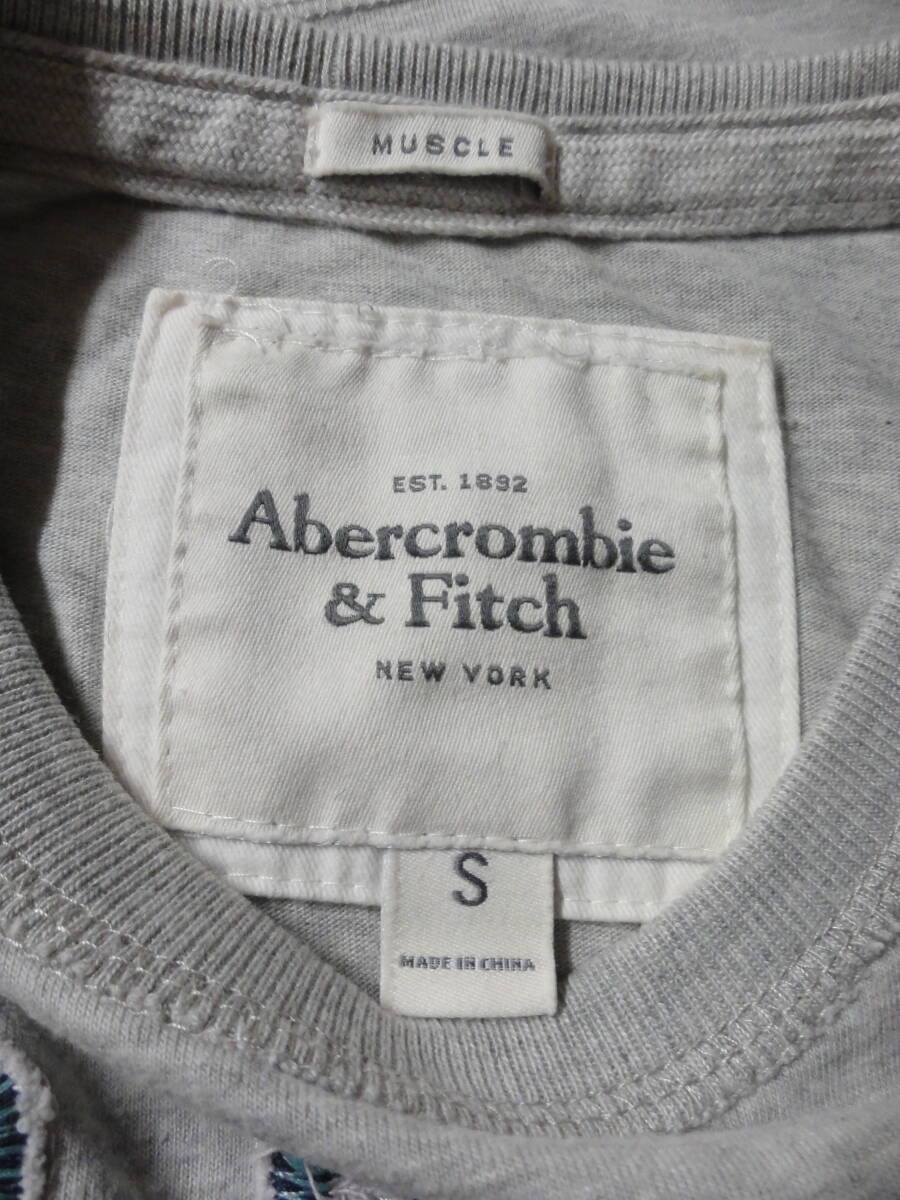 MUSCLE
EST. 1892
Abercrombie
& Fitch
NEW YORK
S
MADE IN CHINA